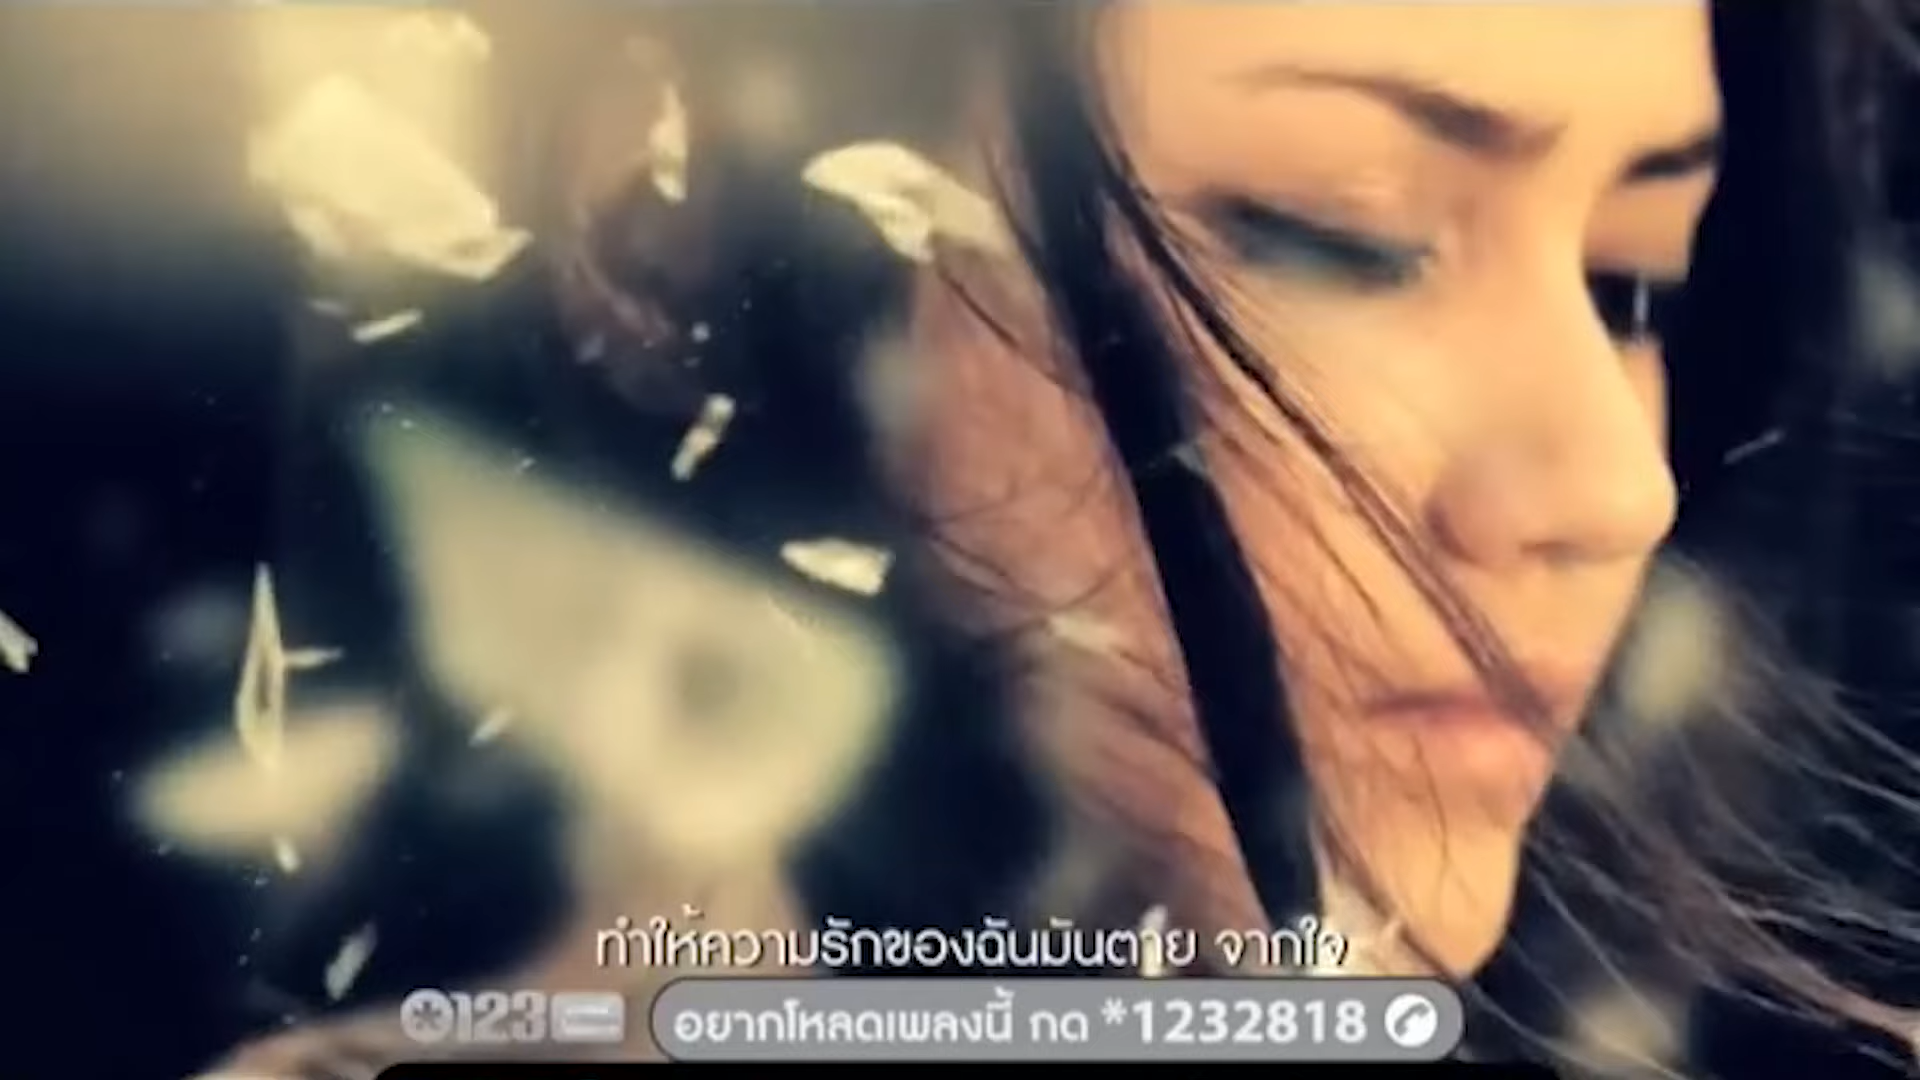 ทำให้ความรักของฉันมันตาย จากใจ
*123 อยากโหลดเพลงนี้ กด *1232818